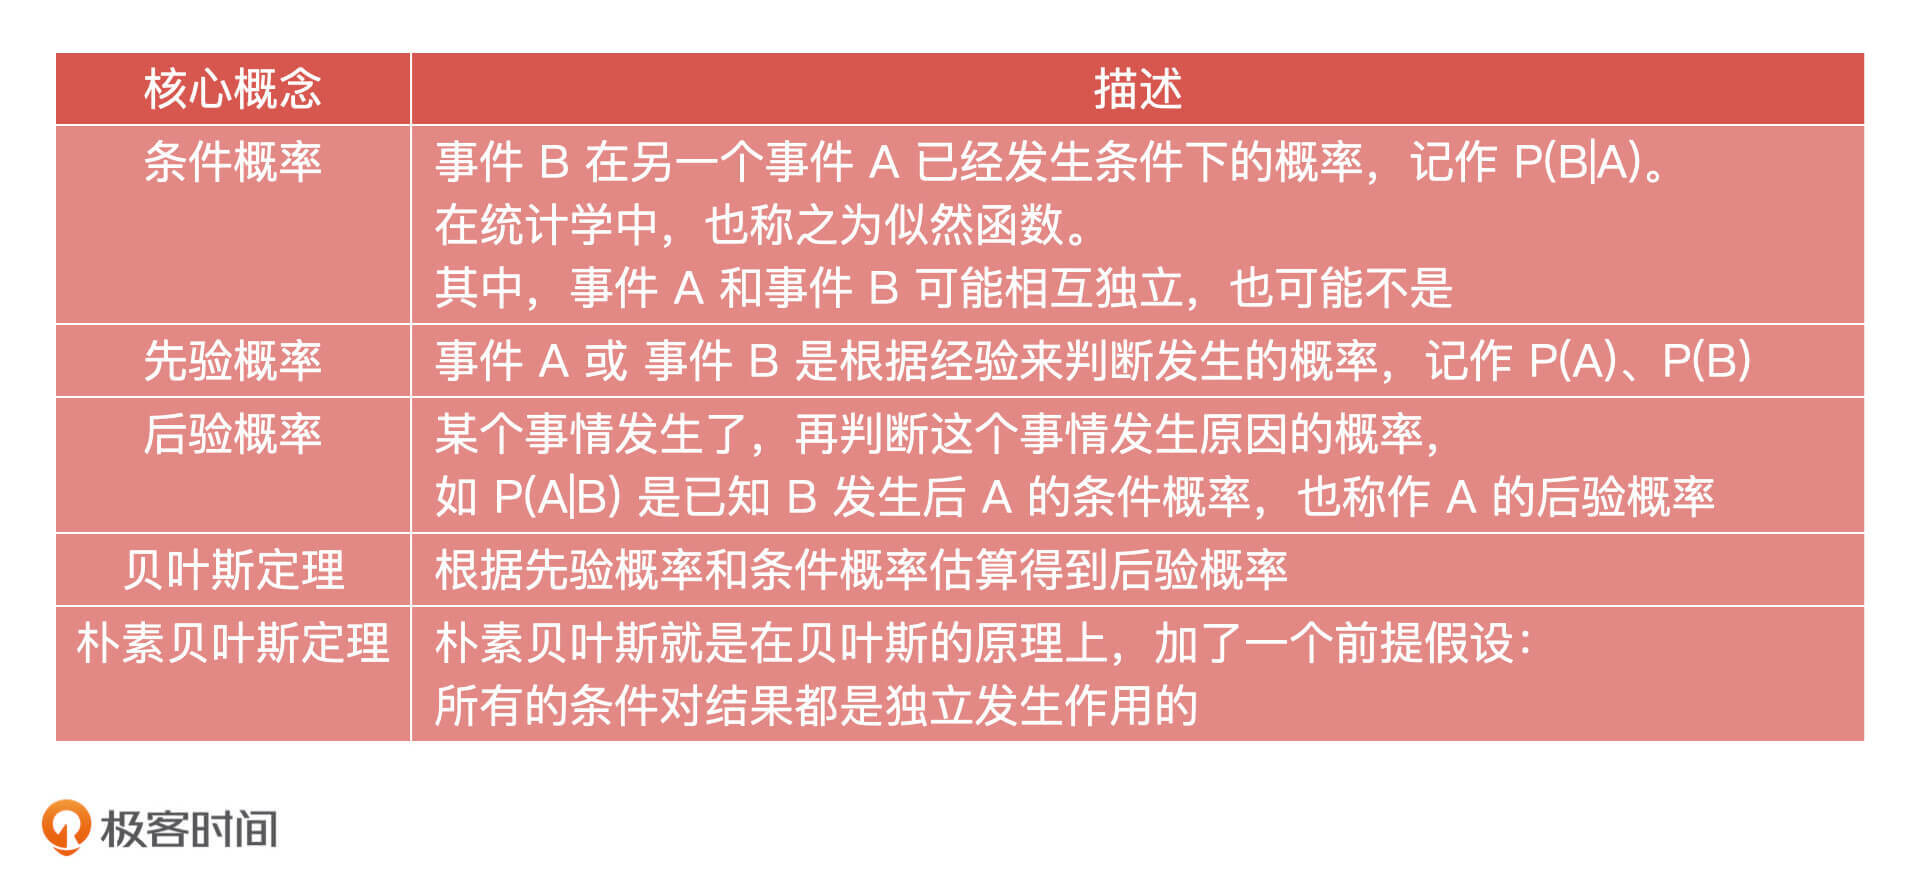 核心概念
描述
条件概率
事件 B 在另一个事件 A 已经发生条件下的概率，记作 P(B|A)。
在统计学中，也称之为似然函数。
其中，事件 A 和事件 B 可能相互独立，也可能不是
先验概率
事件 A 或 事件 B 是根据经验来判断发生的概率，记作 P(A)、P(B)
后验概率
某个事情发生了，再判断这个事情发生原因的概率，
如 P(A|B) 是已知 B 发生后 A 的条件概率，也称作 A 的后验概率
贝叶斯定理
根据先验概率和条件概率估算得到后验概率
朴素贝叶斯定理
朴素贝叶斯就是在贝叶斯的原理上，加了一个前提假设：
所有的条件对结果都是独立发生作用的
极客时间